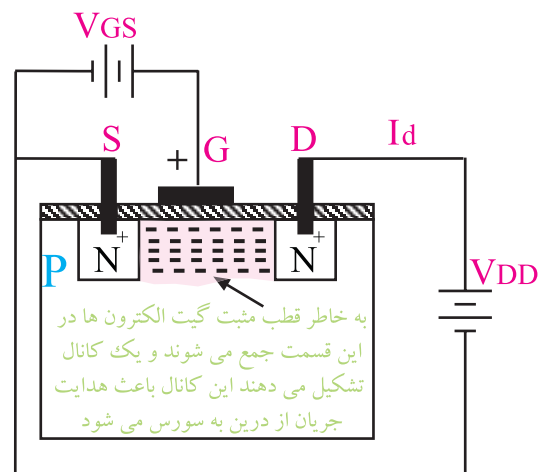 VGS
S
+
G
D
Id
N+
N+
P
VDD
به خاطر قطب مثبت گیت الکترون ها در
این قسمت جمع می شوند و یک کانال
تشکیل می دهند این کانال باعث هدایت
جریان از درین به سورس می شود